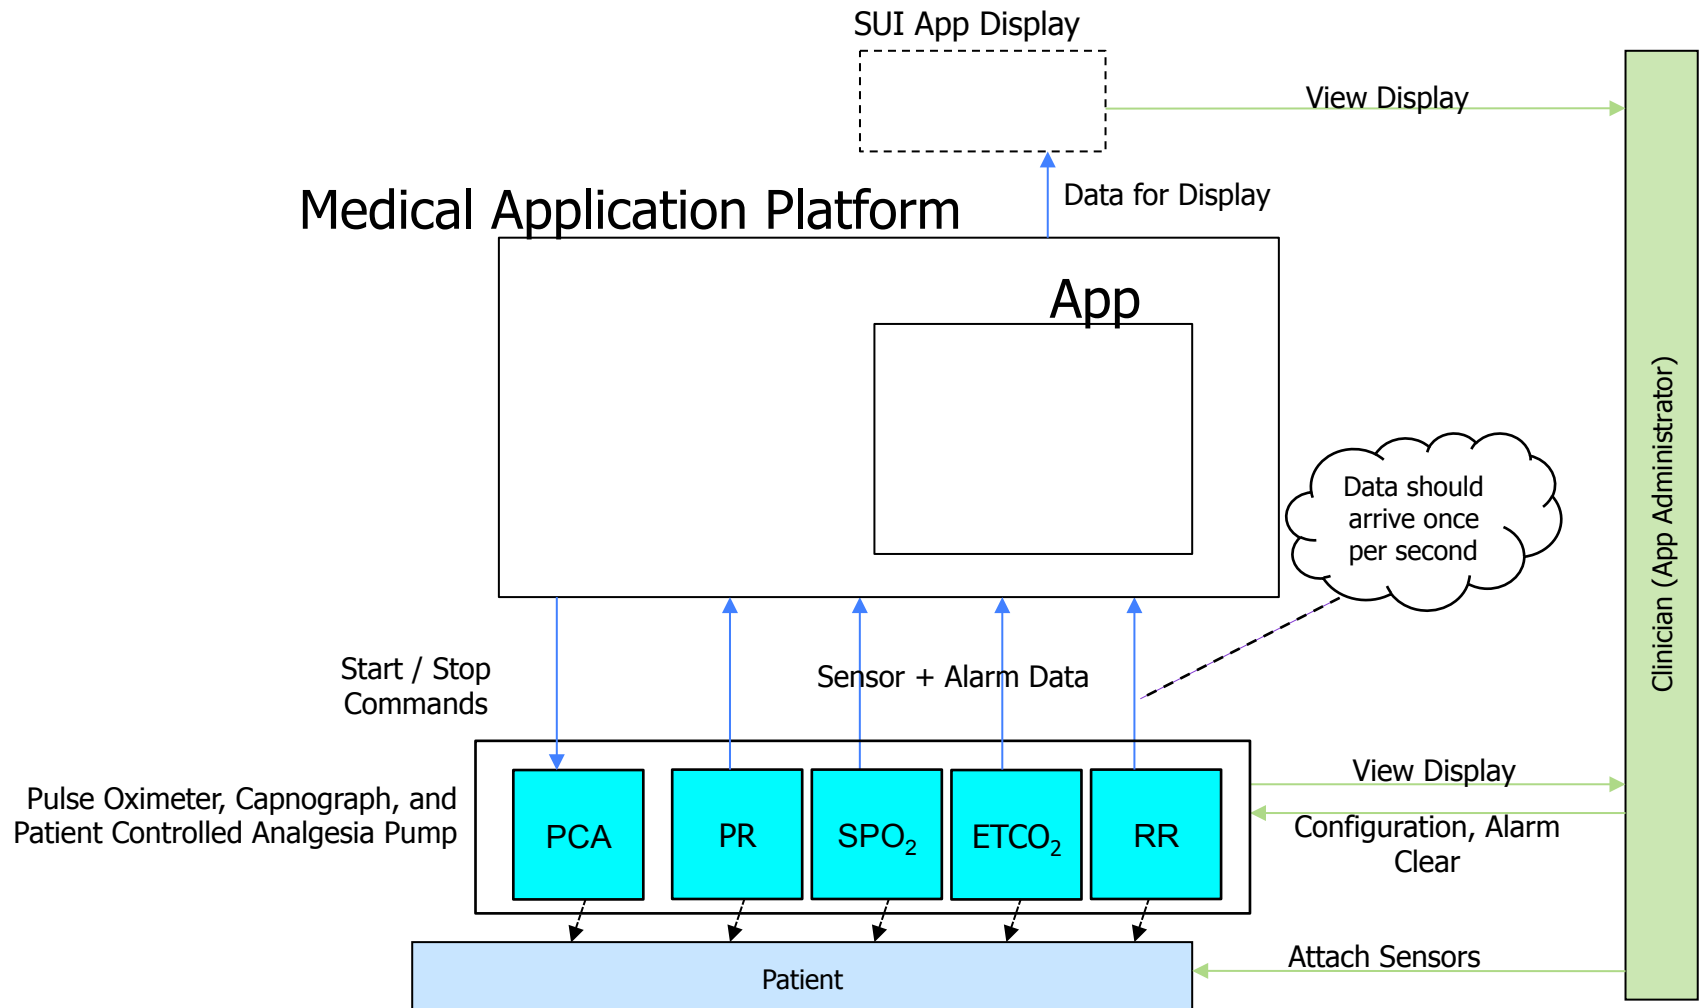 SUI App Display
View Display
Data for Display
Medical Application Platform
App
Data should
arrive once
per second
Clinician (App Administrator)
Start / Stop
Commands
Sensor + Alarm Data
Pulse Oximeter, Capnograph, and
Patient Controlled Analgesia Pump
PCA
PR
SPO₂
ETCO₂
RR
View Display
Configuration, Alarm
Clear
Attach Sensors
Patient